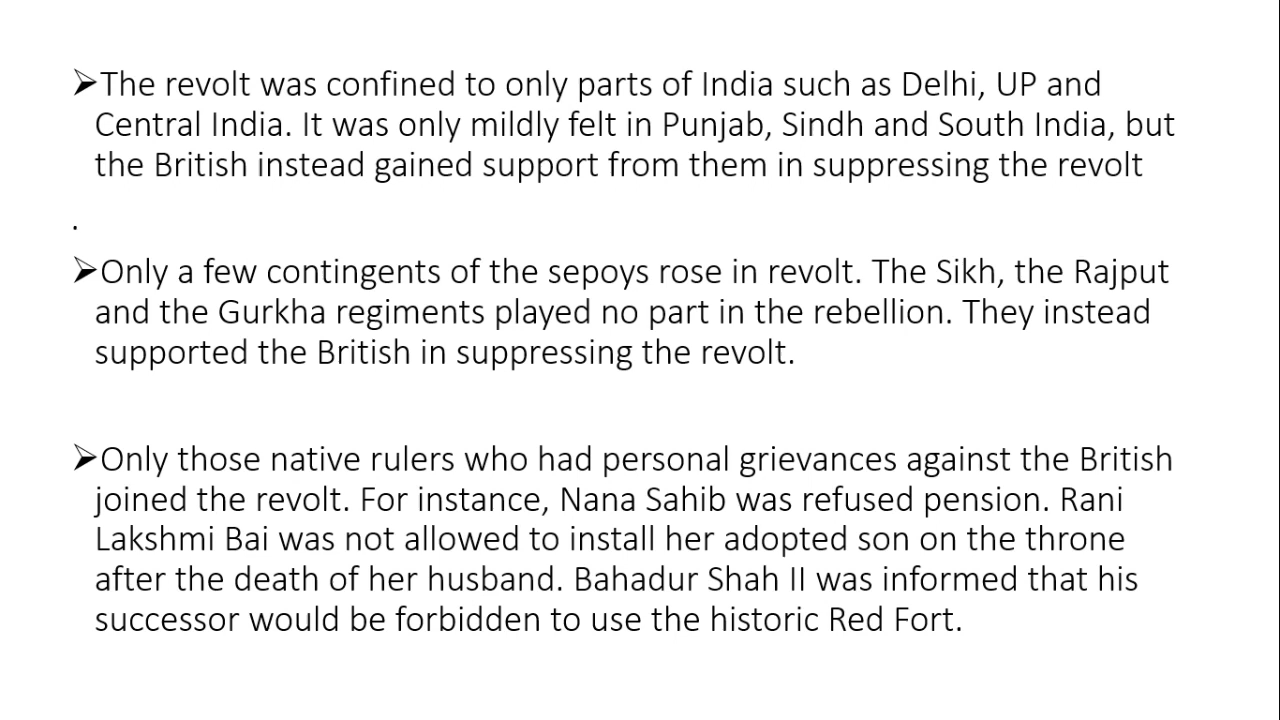 ➢The revolt was confined to only parts of India such as Delhi, UP and
Central India. It was only mildly felt in Punjab, Sindh and South India, but
the British instead gained support from them in suppressing the revolt
.
➢Only a few contingents of the sepoys rose in revolt. The Sikh, the Rajput
and the Gurkha regiments played no part in the rebellion. They instead
supported the British in suppressing the revolt.
➢Only those native rulers who had personal grievances against the British
joined the revolt. For instance, Nana Sahib was refused pension. Rani
Lakshmi Bai was not allowed to install her adopted son on the throne
after the death of her husband. Bahadur Shah II was informed that his
successor would be forbidden to use the historic Red Fort.